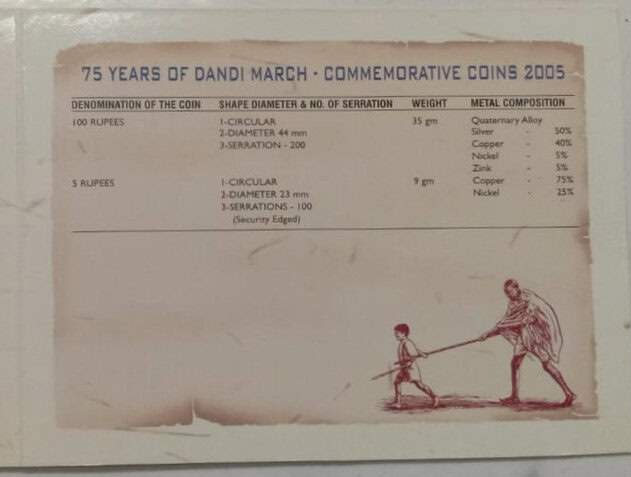 75 YEARS OF DANDI MARCH - COMMEMORATIVE COINS 2005
DENOMINATION OF THE COIN SHAPE DIAMETER & NO. OF SERRATION WEIGHT METAL COMPOSITION
100 RUPEES 1-CIRCULAR 35 gm Quaternary Alloy
2-DIAMETER 44 mm Silver - 50%
3-SERRATION - 200 Copper - 40%
Nickel - 5%
Zink - 5%
5 RUPEES 1-CIRCULAR 9 gm Copper - 75%
2-DIAMETER 23 mm Nickel - 25%
3-SERRATIONS - 100
(Security Edged)